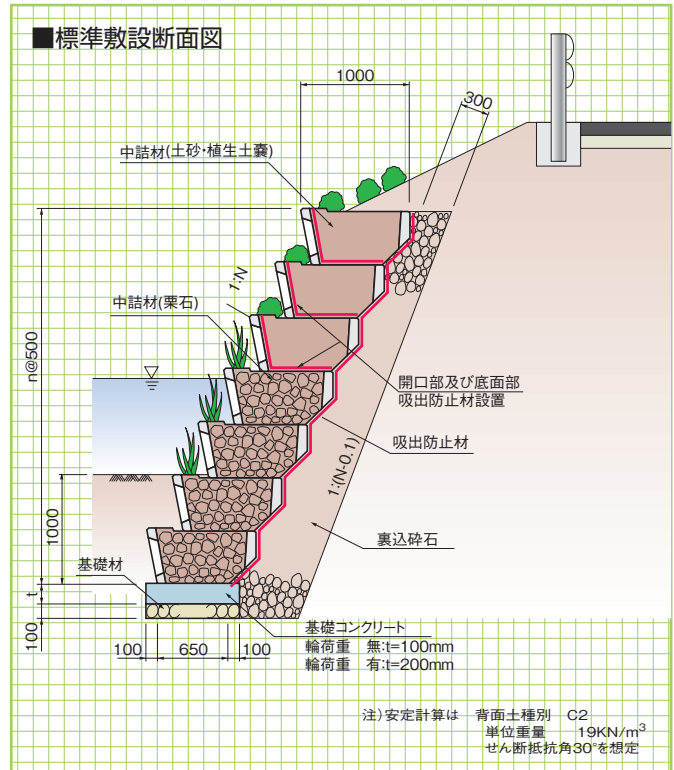 ■標準敷設断面図
1000
300
中詰材(土砂・植生土嚢)
1:N
中詰材(栗石)
n@500
開口部及び底面部
吸出防止材設置
吸出防止材
1:(N-0.1)
1000
裏込砕石
基礎材
t
100
100
650
100
基礎コンクリート
輪荷重 無:t=100mm
輪荷重 有:t=200mm
注)安定計算は 背面土種別 C2
単位重量 19KN/m³
せん断抵抗角30°を想定